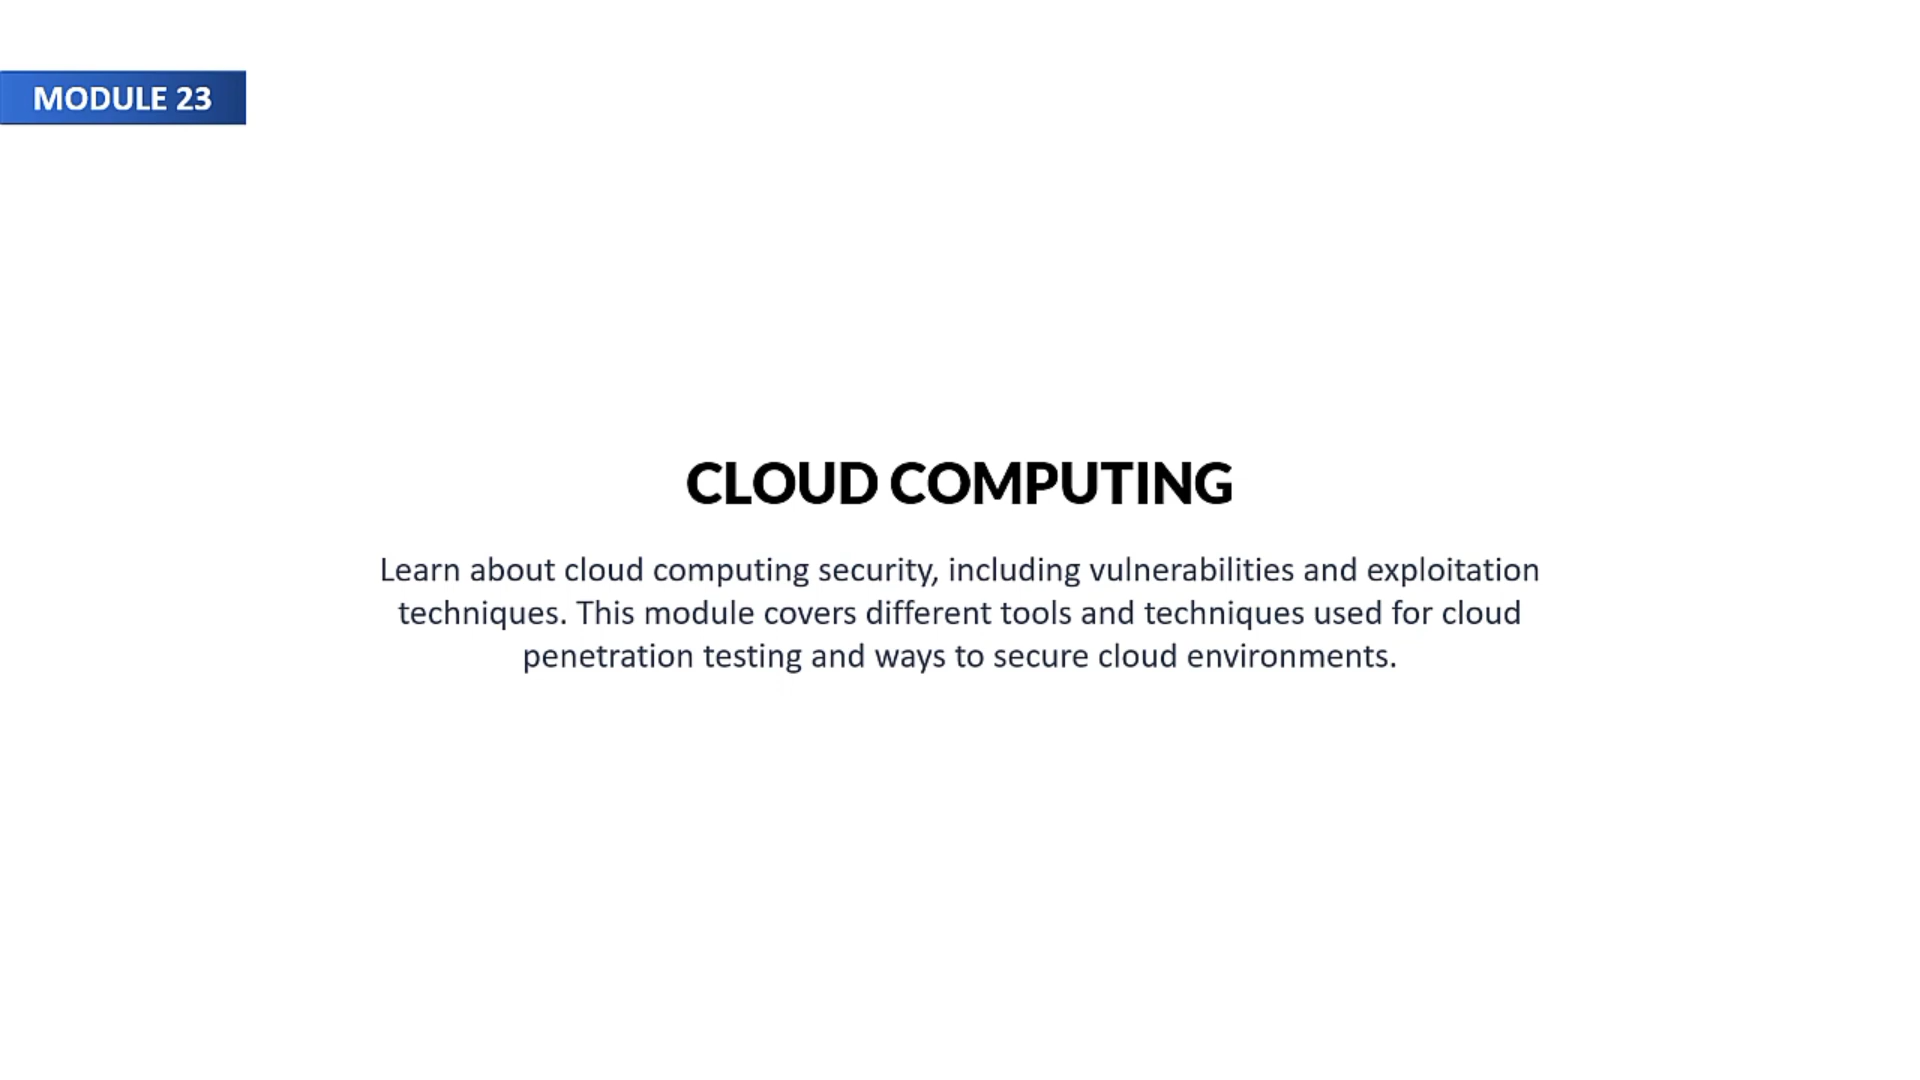 MODULE 23
CLOUD COMPUTING
Learn about cloud computing security, including vulnerabilities and exploitation
techniques. This module covers different tools and techniques used for cloud
penetration testing and ways to secure cloud environments.